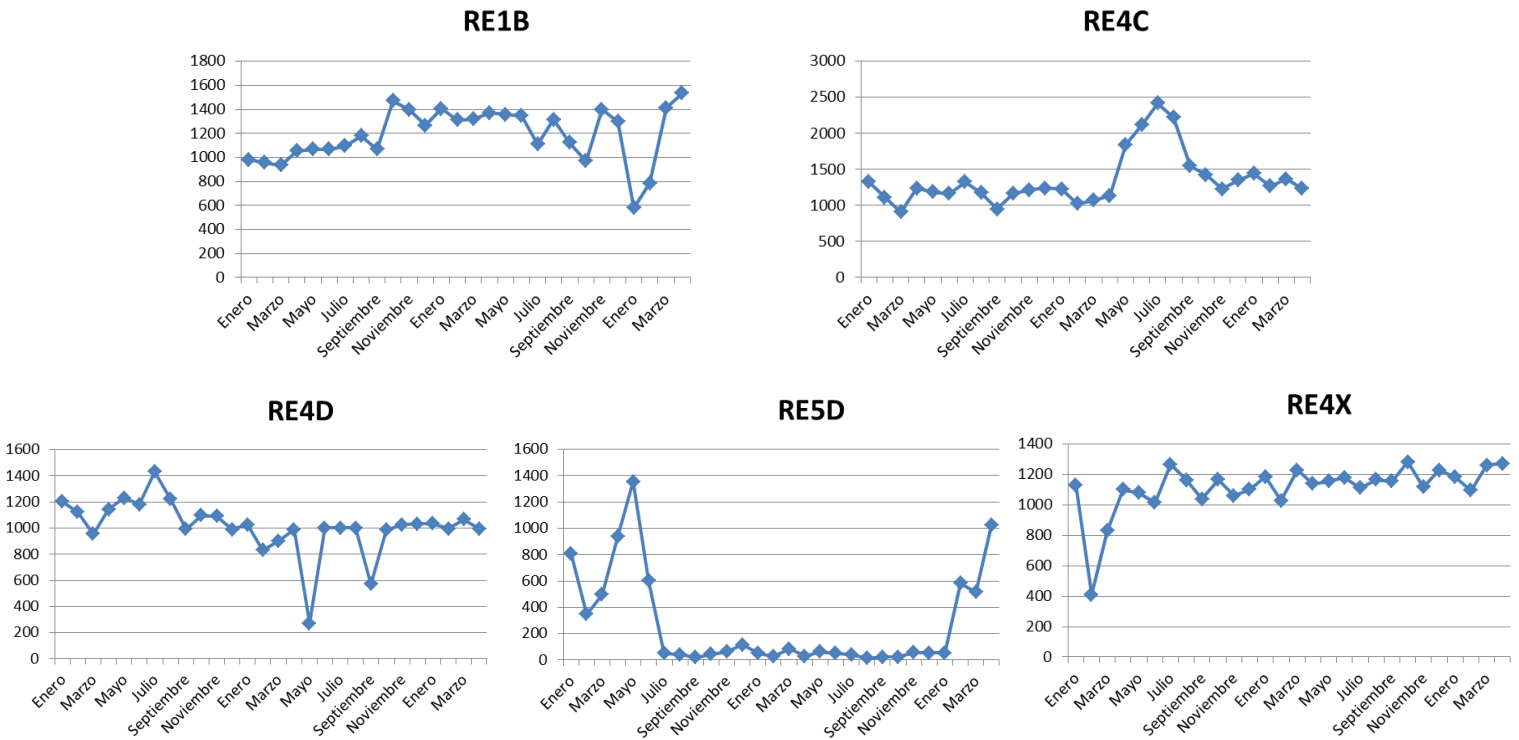 RE1B
1800
1600
1400
1200
1000
800
600
400
200
0
Enero
Marzo
Mayo
Julio
Septiembre
Noviembre
Enero
Marzo
Mayo
Julio
Septiembre
Noviembre
Enero
Marzo
RE4C
3000
2500
2000
1500
1000
500
0
Enero
Marzo
Mayo
Julio
Septiembre
Noviembre
Enero
Marzo
Mayo
Julio
Septiembre
Noviembre
Enero
Marzo
RE4D
1600
1400
1200
1000
800
600
400
200
0
Enero
Marzo
Mayo
Julio
Septiembre
Noviembre
Enero
Marzo
Mayo
Julio
Septiembre
Noviembre
Enero
Marzo
RE5D
1600
1400
1200
1000
800
600
400
200
0
Enero
Marzo
Mayo
Julio
Septiembre
Noviembre
Enero
Marzo
Mayo
Julio
Septiembre
Noviembre
Enero
Marzo
RE4X
1400
1200
1000
800
600
400
200
0
Enero
Marzo
Mayo
Julio
Septiembre
Noviembre
Enero
Marzo
Mayo
Julio
Septiembre
Noviembre
Enero
Marzo